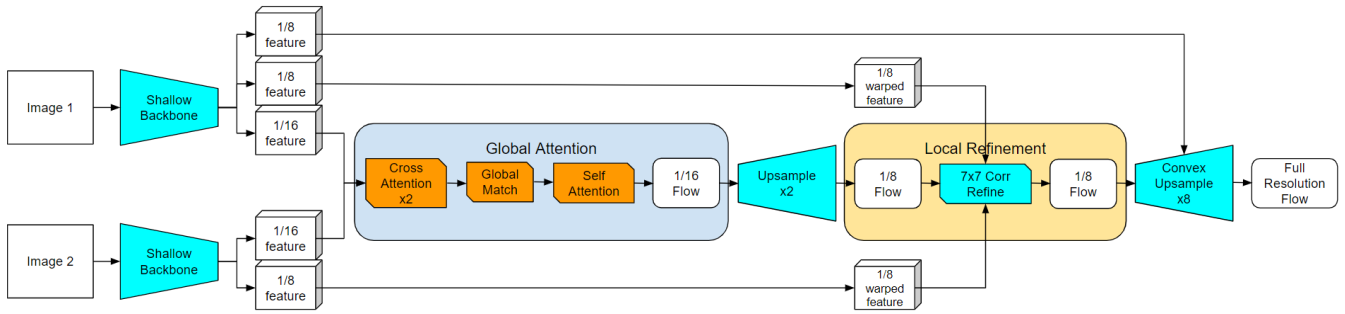 1/8
feature
1/8
feature
1/16
feature
Image 1
Shallow
Backbone
1/8
warped
feature
Global Attention
Cross
Attention
x2
Global
Match
Self
Attention
1/16
Flow
Upsample
x2
Local Refinement
1/8
Flow
7x7 Corr
Refine
1/8
Flow
Convex
Upsample
x8
Full
Resolution
Flow
Image 2
Shallow
Backbone
1/16
feature
1/8
feature
1/8
warped
feature